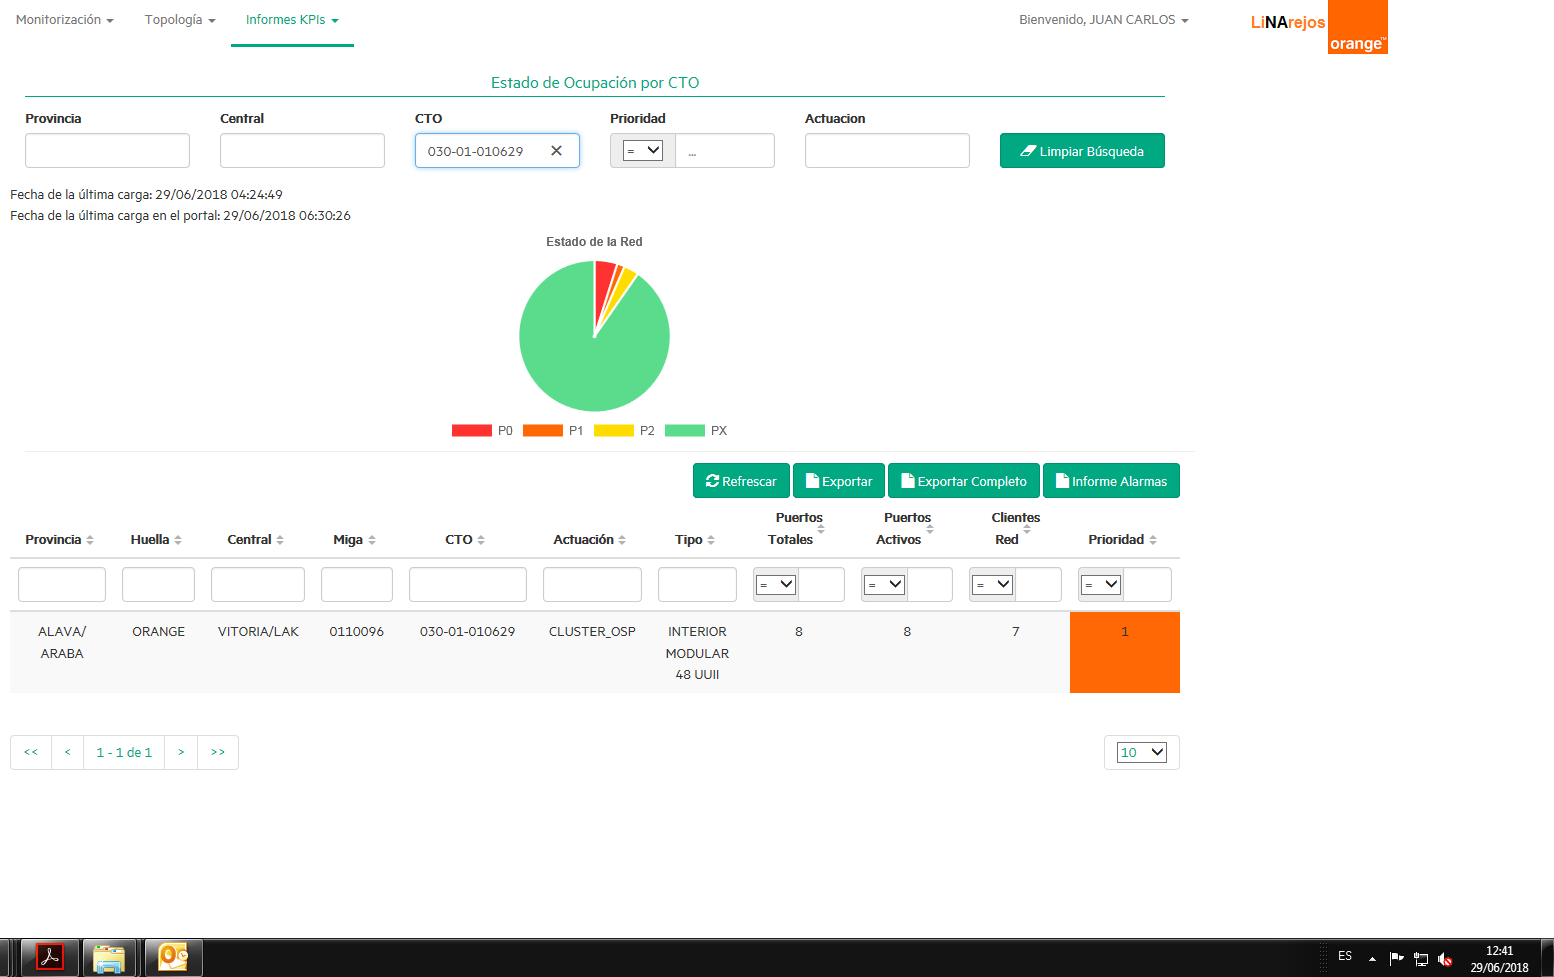 Monitorización Topología Informes KPIs Bienvenido, JUAN CARLOS LiNArejos
orange™
Estado de Ocupación por CTO
Provincia Central CTO Prioridad Actuacion
030-01-010629 = ... Limpiar Búsqueda
Fecha de la última carga: 29/06/2018 04:24:49
Fecha de la última carga en el portal: 29/06/2018 06:30:26
Estado de la Red
P0 P1 P2 PX
Refrescar Exportar Exportar Completo Informe Alarmas
Puertos Puertos Clientes
Provincia Huella Central Miga CTO Actuación Tipo Totales Activos Red Prioridad
= = = =
ALAVA/ ORANGE VITORIA/LAK 0110096 030-01-010629 CLUSTER_OSP INTERIOR 8 8 7 1
ARABA MODULAR
48 UUII
<< < 1 - 1 de 1 > >> 10
ES 12:41
29/06/2018